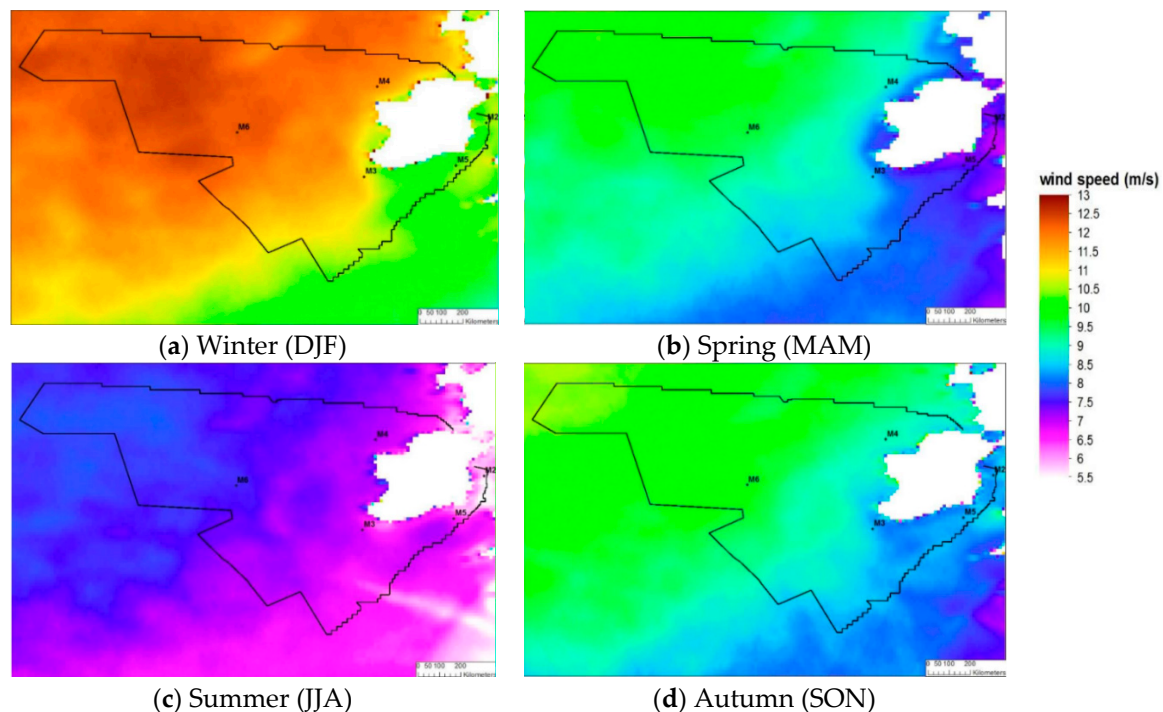 M4
M6
M2
M5
M3
0 50 100 200
Kilometers
M4
M6
M2
M5
M3
0 50 100 200
Kilometers
(a) Winter (DJF)
(b) Spring (MAM)
wind speed (m/s)
13
12.5
12
11.5
11
10.5
10
9.5
9
8.5
8
7.5
7
6.5
6
5.5
M4
M6
M2
M5
M3
0 50 100 200
Kilometers
M4
M6
M2
M5
M3
0 50 100 200
Kilometers
(c) Summer (JJA)
(d) Autumn (SON)